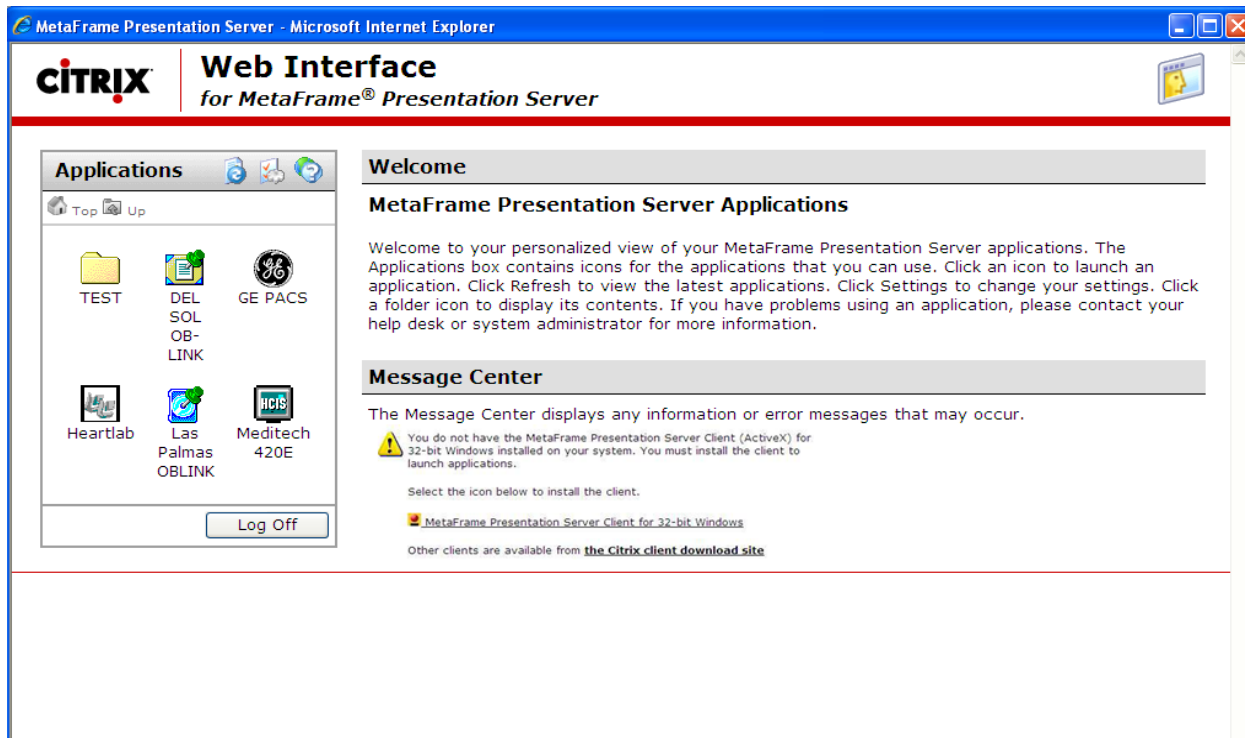 MetaFrame Presentation Server - Microsoft Internet Explorer
CITRIX
Web Interface
for MetaFrame® Presentation Server
Applications
Top Up
TEST
DEL
SOL
OB-
LINK
GE PACS
Heartlab
Las
Palmas
OBLINK
HCIS
Meditech
420E
Log Off
Welcome
MetaFrame Presentation Server Applications
Welcome to your personalized view of your MetaFrame Presentation Server applications. The
Applications box contains icons for the applications that you can use. Click an icon to launch an
application. Click Refresh to view the latest applications. Click Settings to change your settings. Click
a folder icon to display its contents. If you have problems using an application, please contact your
help desk or system administrator for more information.
Message Center
The Message Center displays any information or error messages that may occur.
You do not have the MetaFrame Presentation Server Client (ActiveX) for
32-bit Windows installed on your system. You must install the client to
launch applications.
Select the icon below to install the client.
MetaFrame Presentation Server Client for 32-bit Windows
Other clients are available from the Citrix client download site